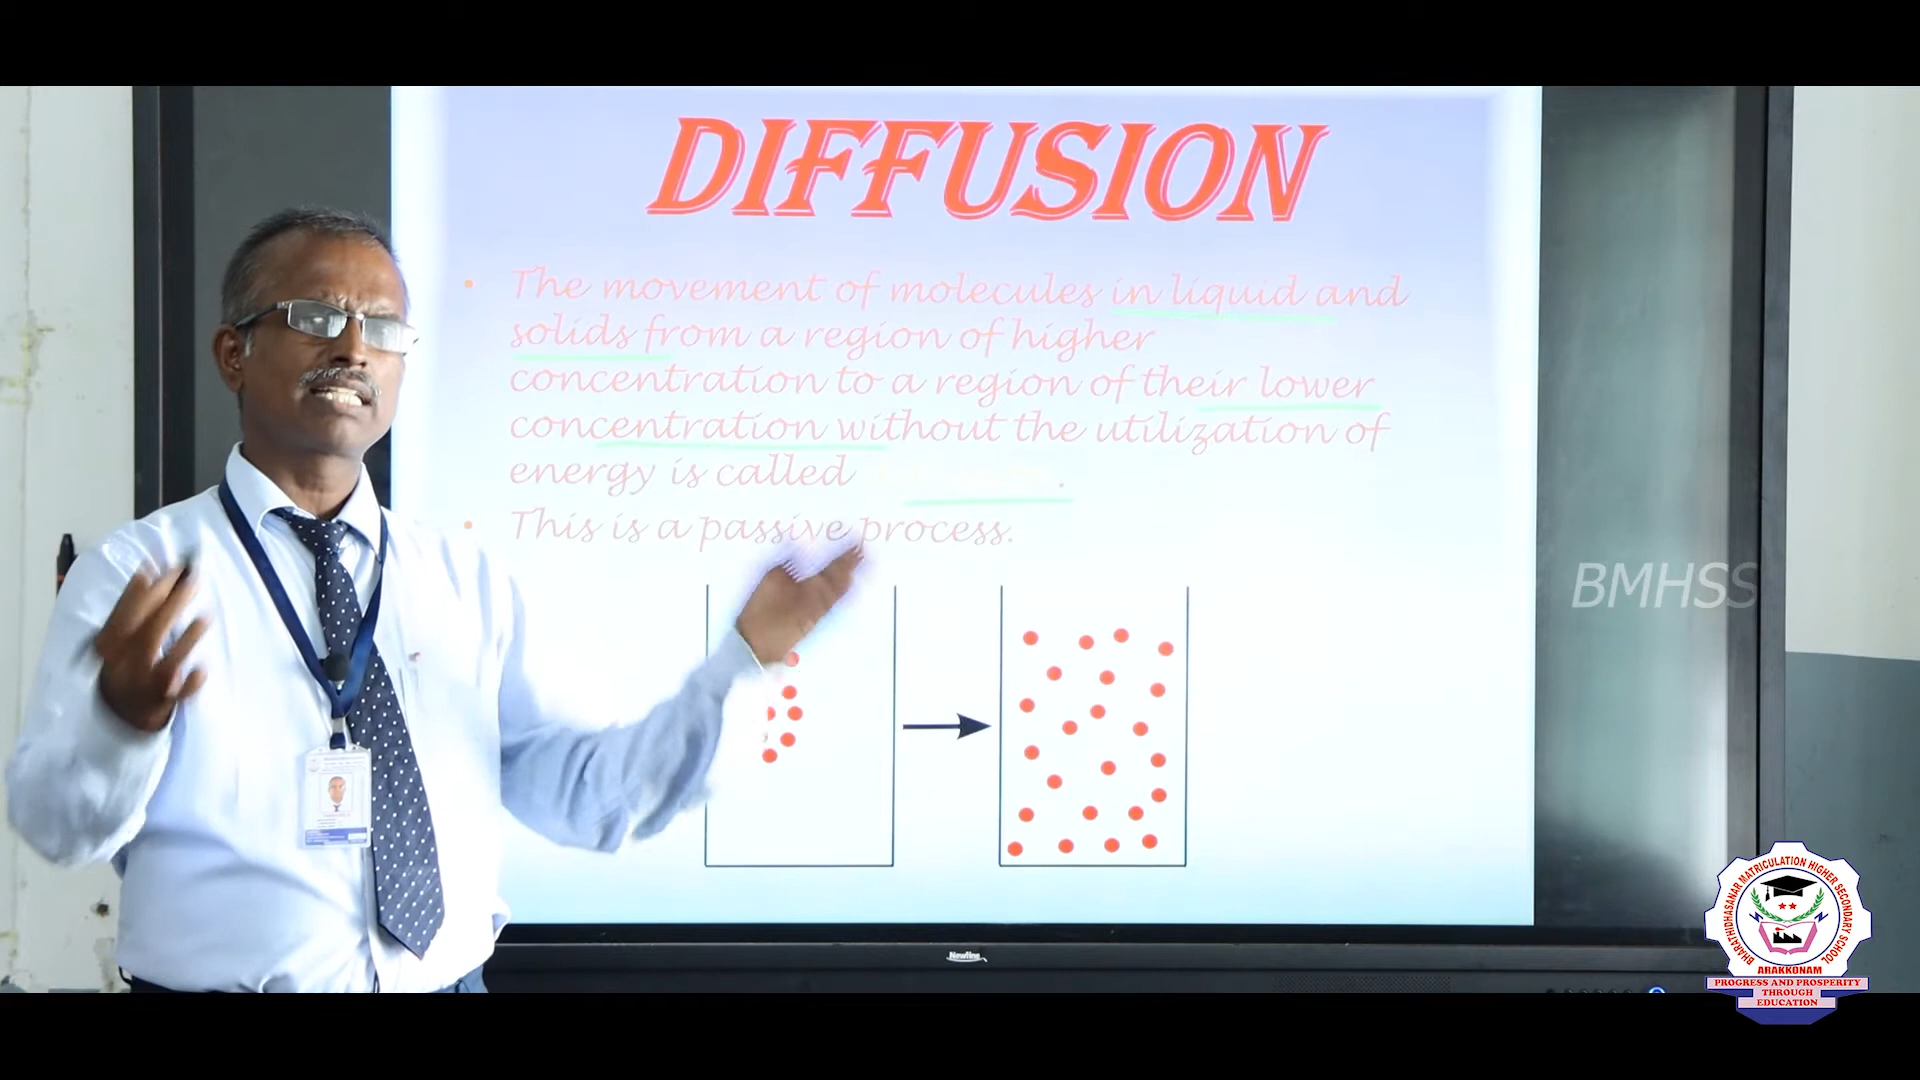 DIFFUSION
• The movement of molecules in liquid and
solids from a region of higher
concentration to a region of their lower
concentration without the utilization of
energy is called .
• This is a passive process.
BMHSS
Newline
BHARATHIDHASANAR MATRICULATION HIGHER SECONDARY SCHOOL
ARAKKONAM
PROGRESS AND PROSPERITY
THROUGH
EDUCATION